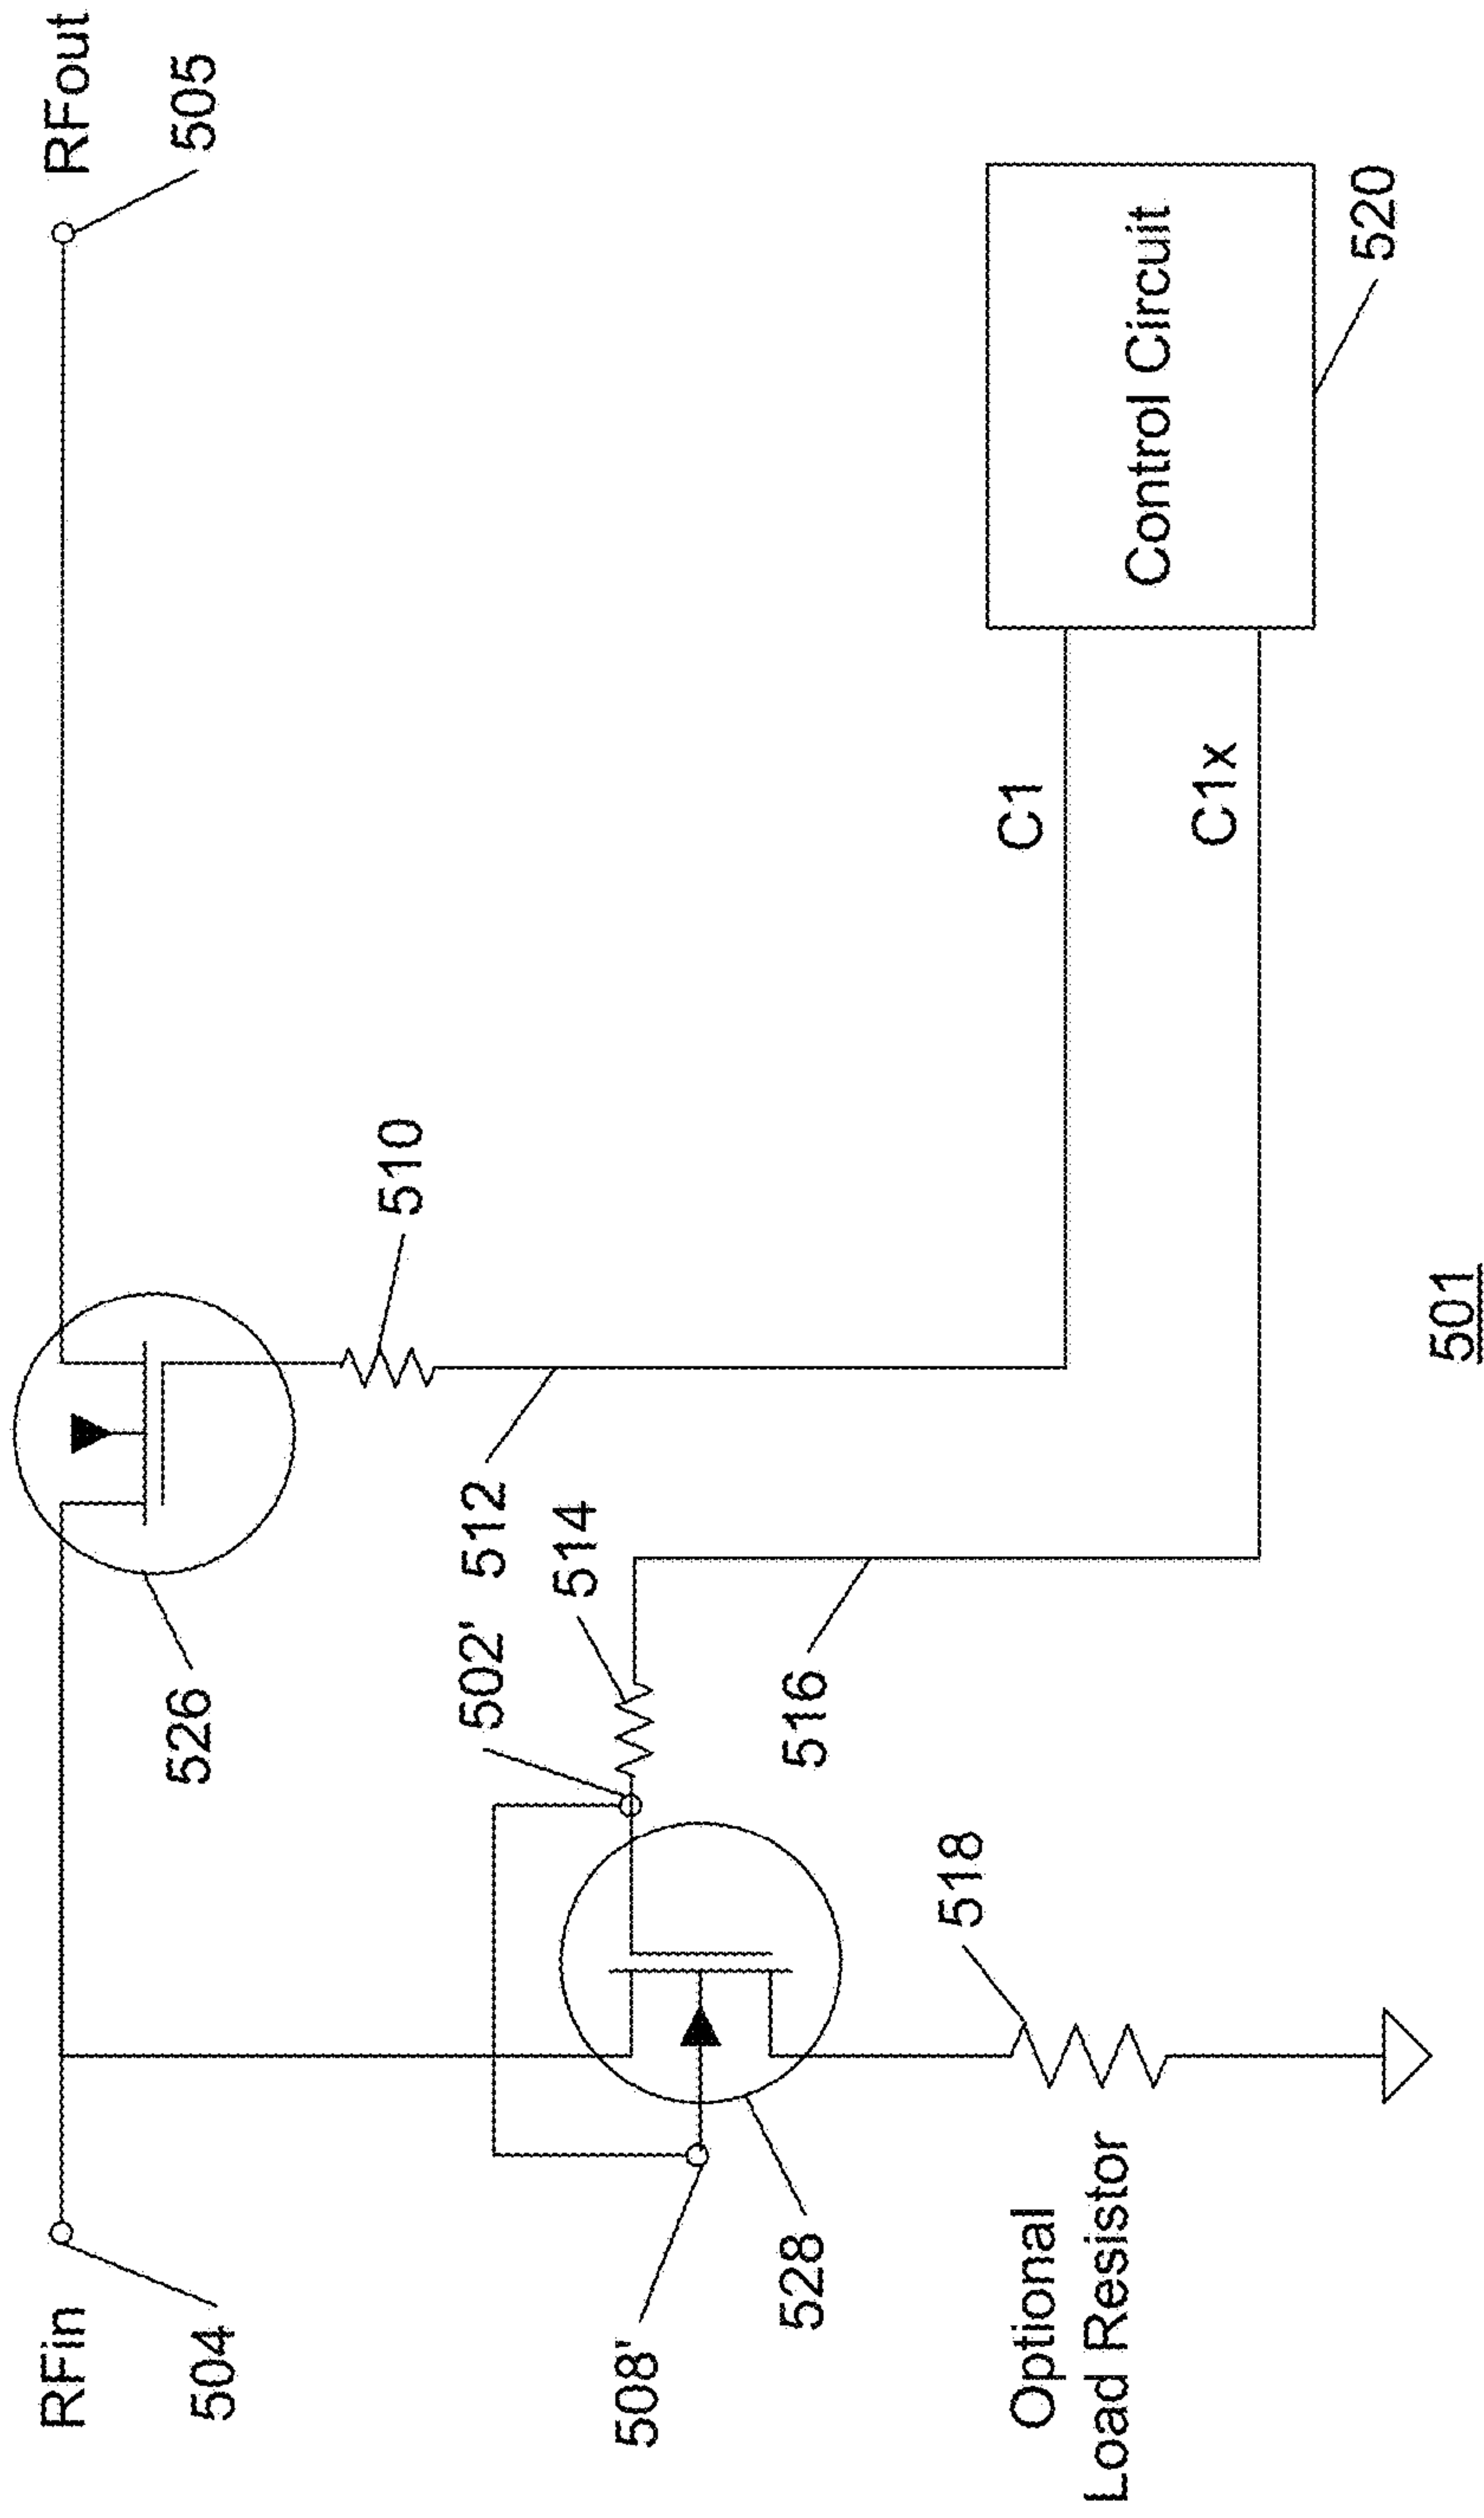 RFin
504
526
RFout
505
510
512
502'
514
508'
528
516
518
Optional
Load Resistor
C1
C1x
Control Circuit
520
501